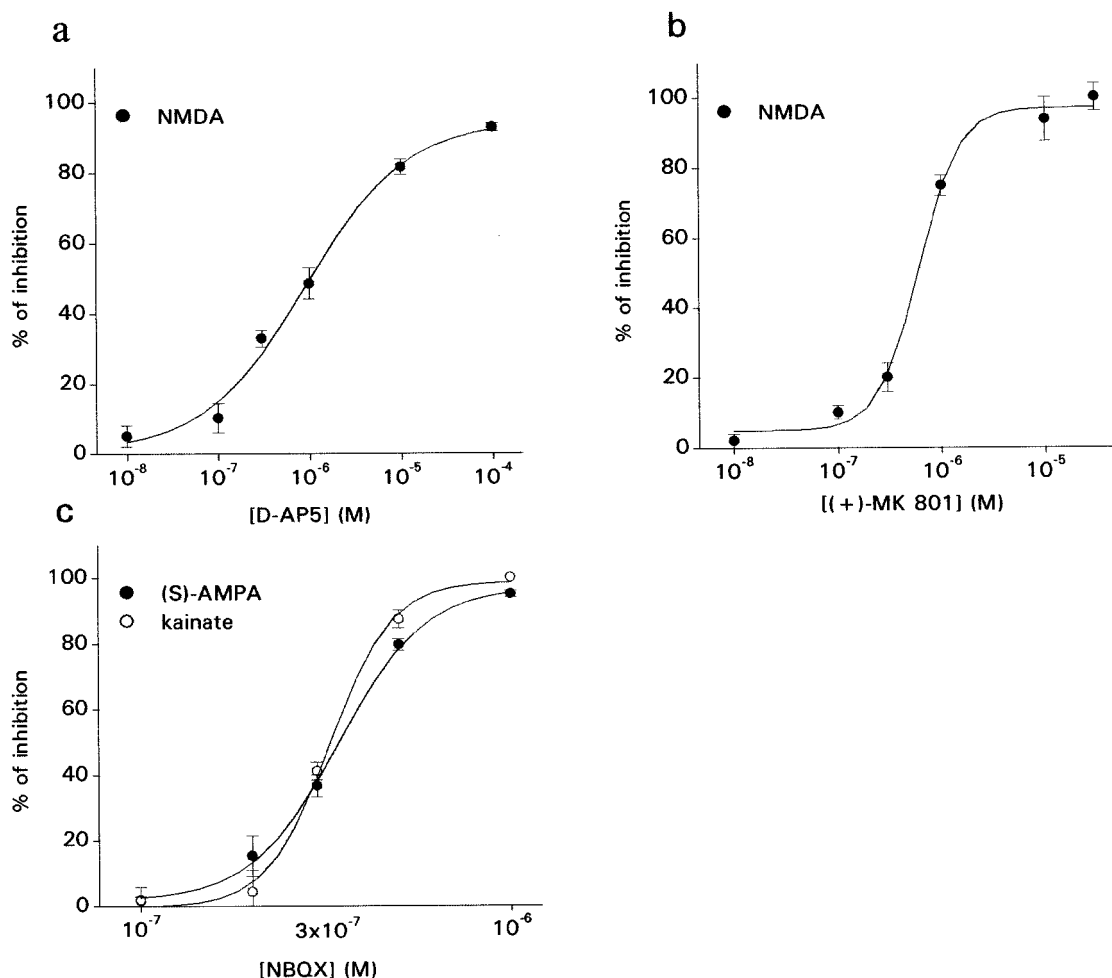 a
NMDA
% of inhibition
100
80
60
40
20
0
10⁻⁸ 10⁻⁷ 10⁻⁶ 10⁻⁵ 10⁻⁴
[D-AP5] (M)
b
NMDA
% of inhibition
100
80
60
40
20
0
10⁻⁸ 10⁻⁷ 10⁻⁶ 10⁻⁵
[(+)-MK 801] (M)
c
(S)-AMPA
kainate
% of inhibition
100
80
60
40
20
0
10⁻⁷ 3x10⁻⁷ 10⁻⁶
[NBQX] (M)